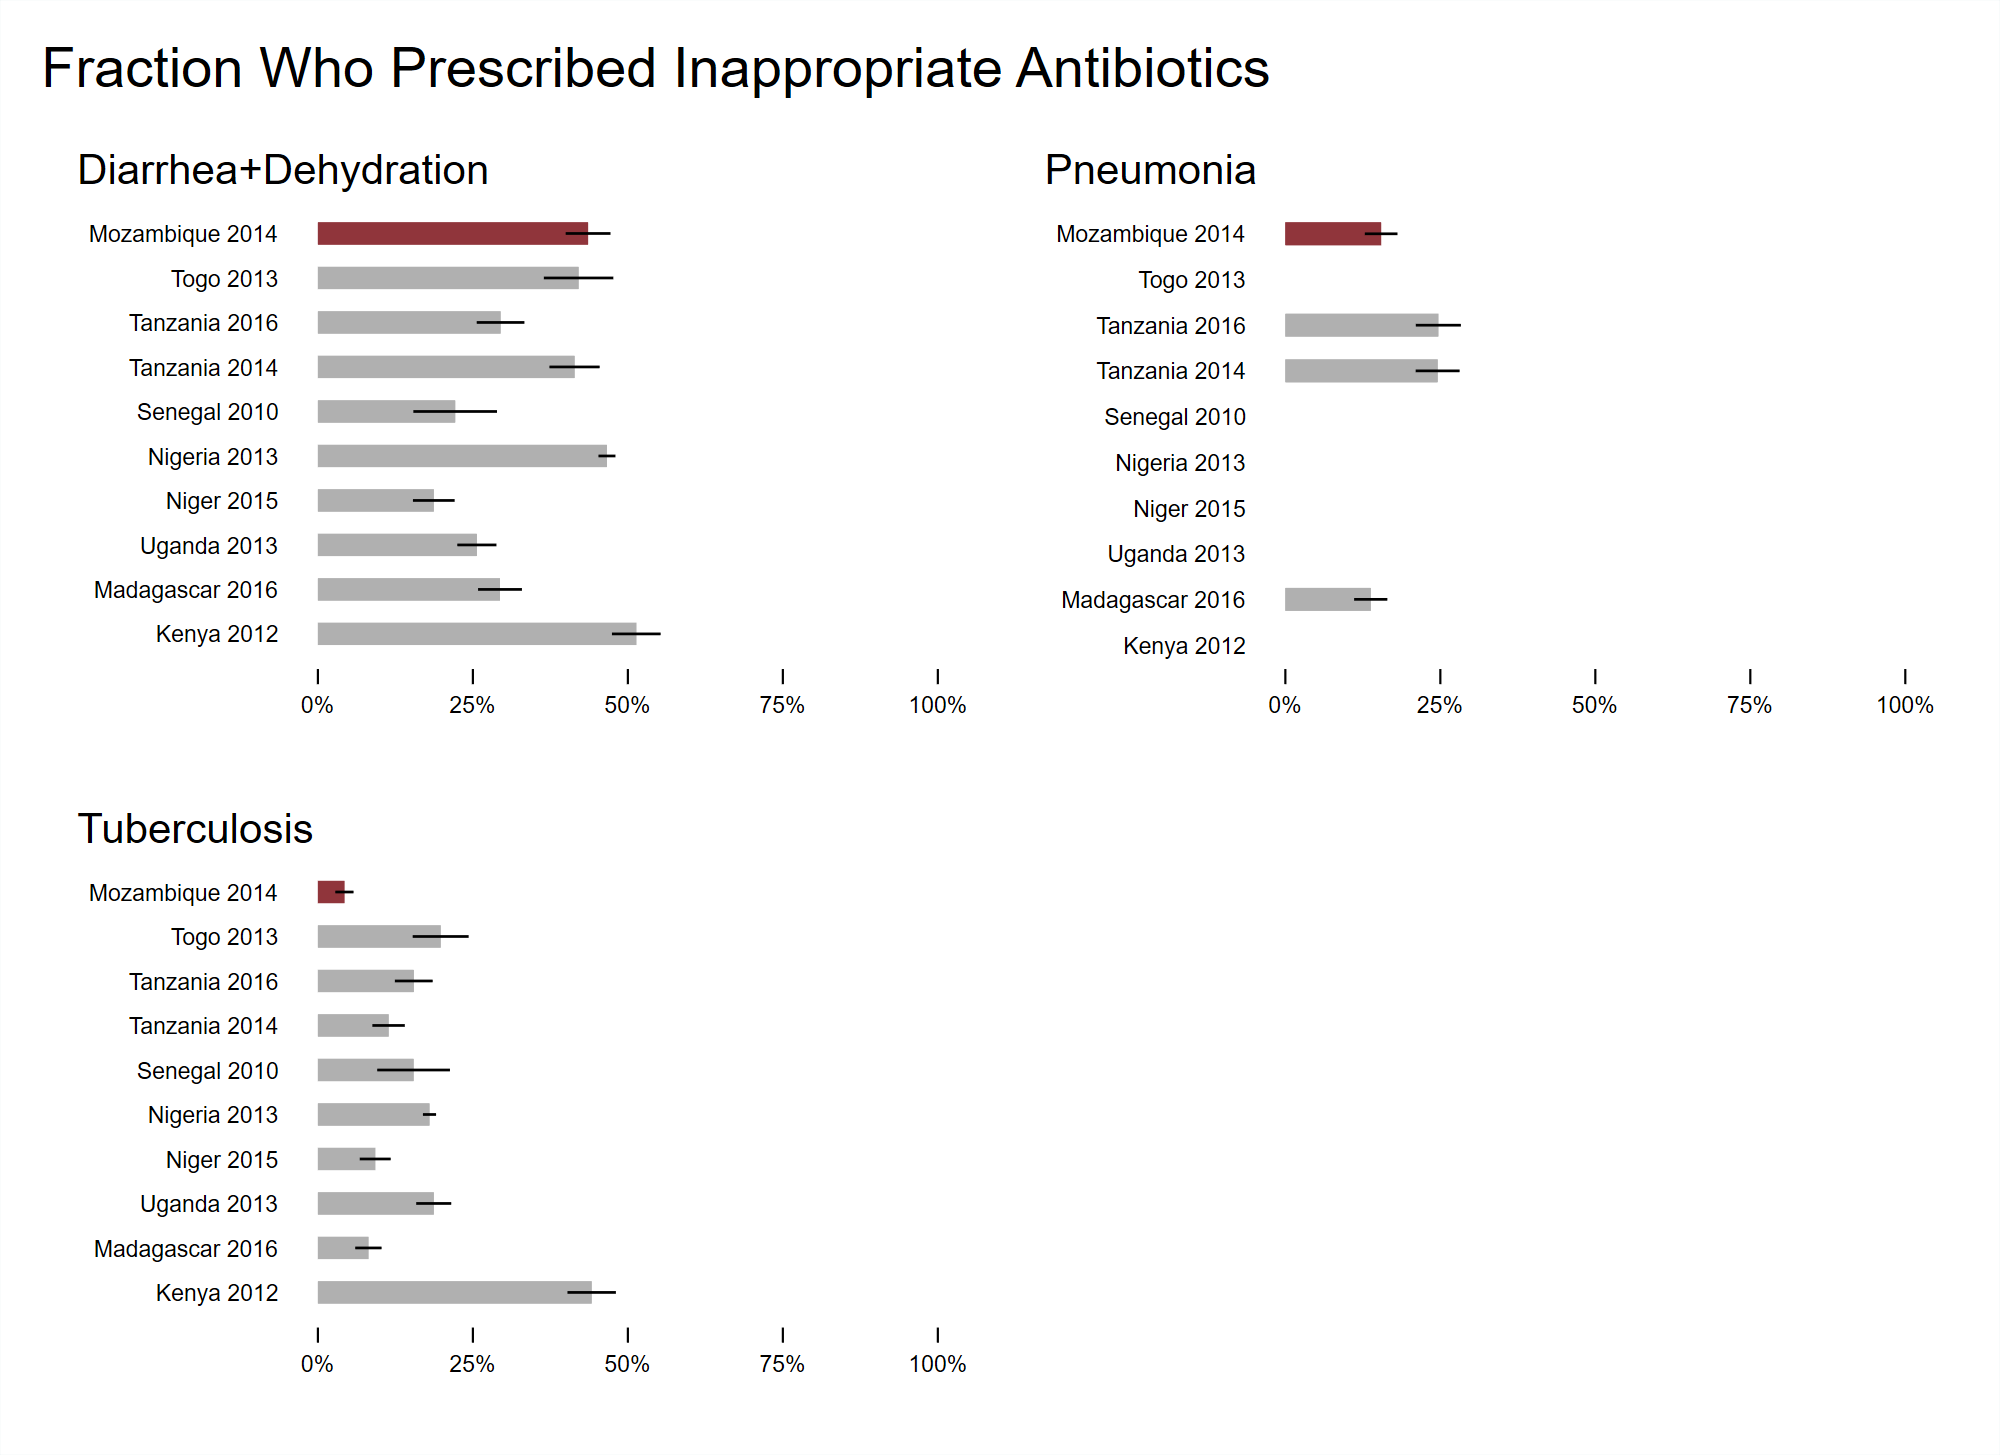 Fraction Who Prescribed Inappropriate Antibiotics
Diarrhea+Dehydration
Mozambique 2014
Togo 2013
Tanzania 2016
Tanzania 2014
Senegal 2010
Nigeria 2013
Niger 2015
Uganda 2013
Madagascar 2016
Kenya 2012
0% 25% 50% 75% 100%
Pneumonia
Mozambique 2014
Togo 2013
Tanzania 2016
Tanzania 2014
Senegal 2010
Nigeria 2013
Niger 2015
Uganda 2013
Madagascar 2016
Kenya 2012
0% 25% 50% 75% 100%
Tuberculosis
Mozambique 2014
Togo 2013
Tanzania 2016
Tanzania 2014
Senegal 2010
Nigeria 2013
Niger 2015
Uganda 2013
Madagascar 2016
Kenya 2012
0% 25% 50% 75% 100%